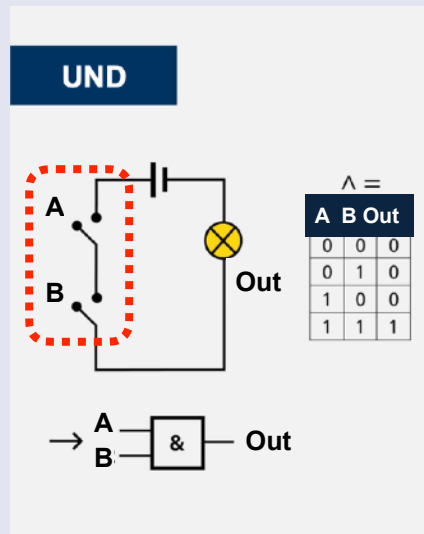 UND
A
B
Out
∧ =
A B Out
0 0 0
0 1 0
1 0 0
1 1 1
→ A
B
&
Out